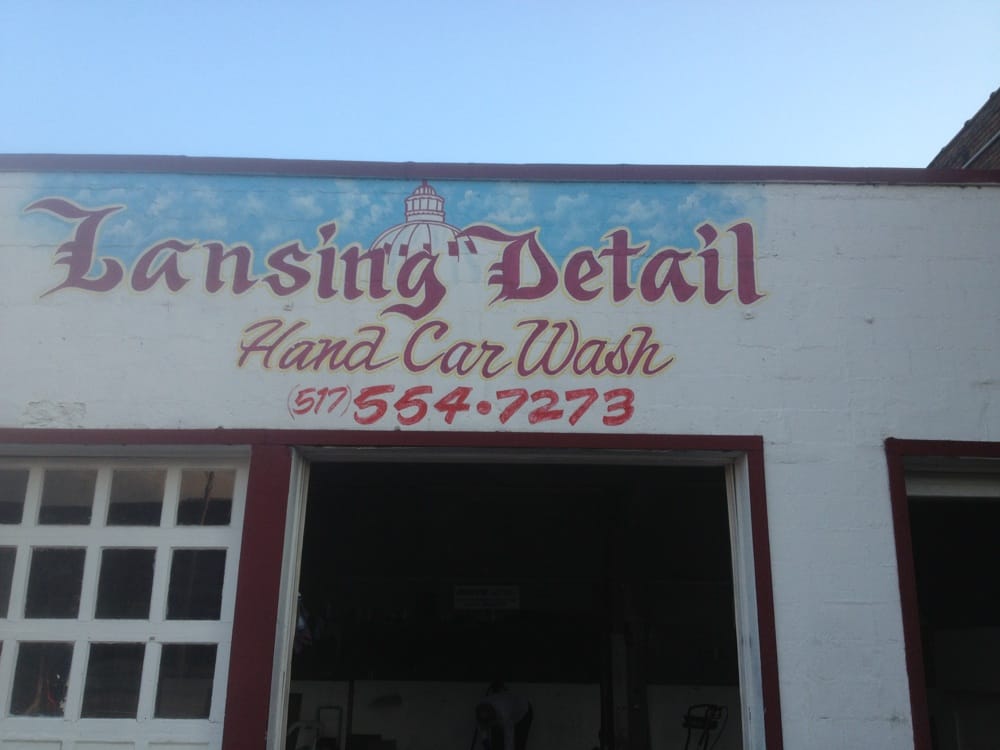 Lansing Detail
Hand Car Wash
(517) 554·7273